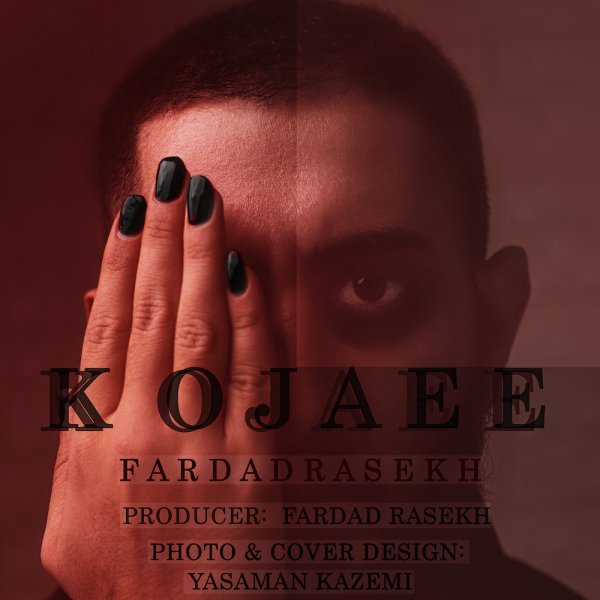 KOJAEE
FARDADRASEKH
PRODUCER: FARDAD RASEKH
PHOTO & COVER DESIGN:
YASAMAN KAZEMI